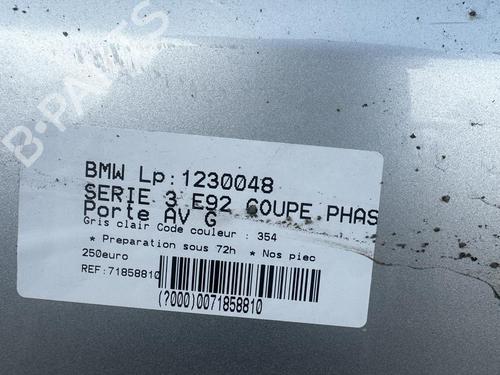 B-PARTS
BMW Lp:1230048
SERIE 3 E92 COUPE PHAS
Porte AV G
Gris clair Code couleur : 354
* Preparation sous 72h * Nos piec
250euro
REF:71858810
(?000)0071858810